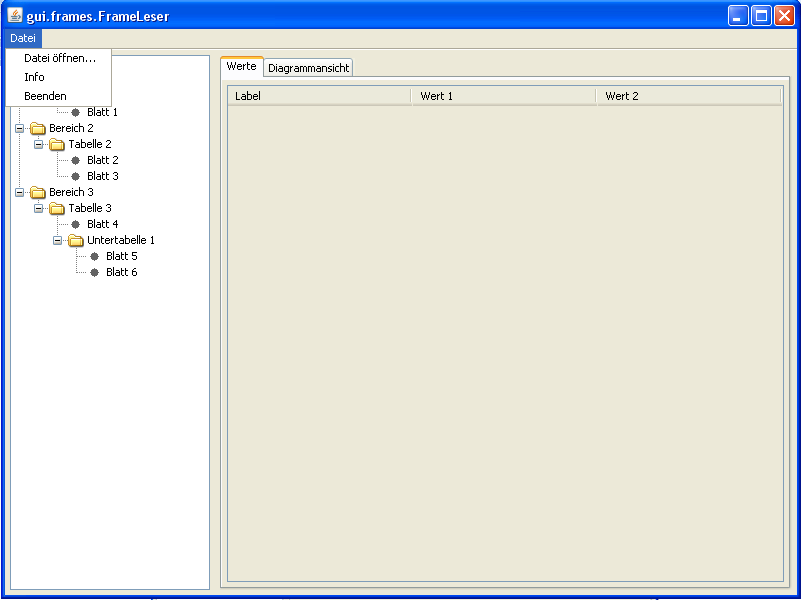 gui.frames.FrameLeser
Datei
Datei öffnen...
Info
Beenden
Blatt 1
Bereich 2
Tabelle 2
Blatt 2
Blatt 3
Bereich 3
Tabelle 3
Blatt 4
Untertabelle 1
Blatt 5
Blatt 6
Werte Diagrammansicht
Label Wert 1 Wert 2